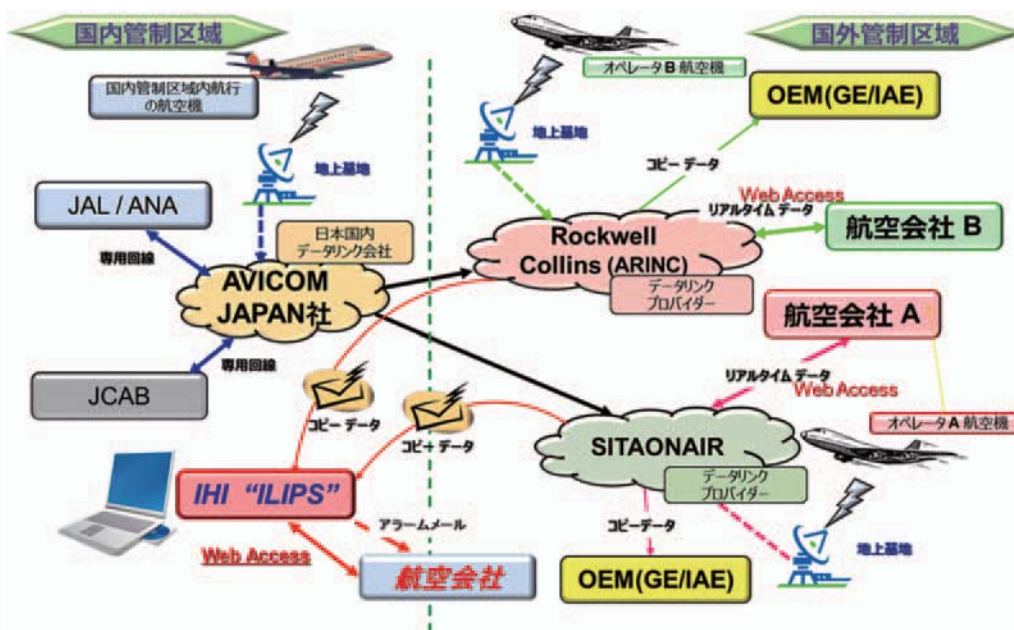 国内管制区域
国外管制区域
国内管制区域内航行
の航空機
オペレータ B 航空機
OEM(GE/IAE)
地上基地
地上基地
コピー データ
JAL / ANA
Web Access
リアルタイム データ
航空会社 B
日本国内
データリンク会社
専用回線
Rockwell
Collins (ARINC)
データリンク
プロバイダー
AVICOM
JAPAN社
航空会社 A
専用回線
リアルタイム データ
Web Access
JCAB
コピー データ
コピー データ
オペレータ A 航空機
SITAONAIR
データリンク
プロバイダー
IHI “ILIPS”
アラームメール
コピーデータ
地上基地
Web Access
航空会社
OEM(GE/IAE)